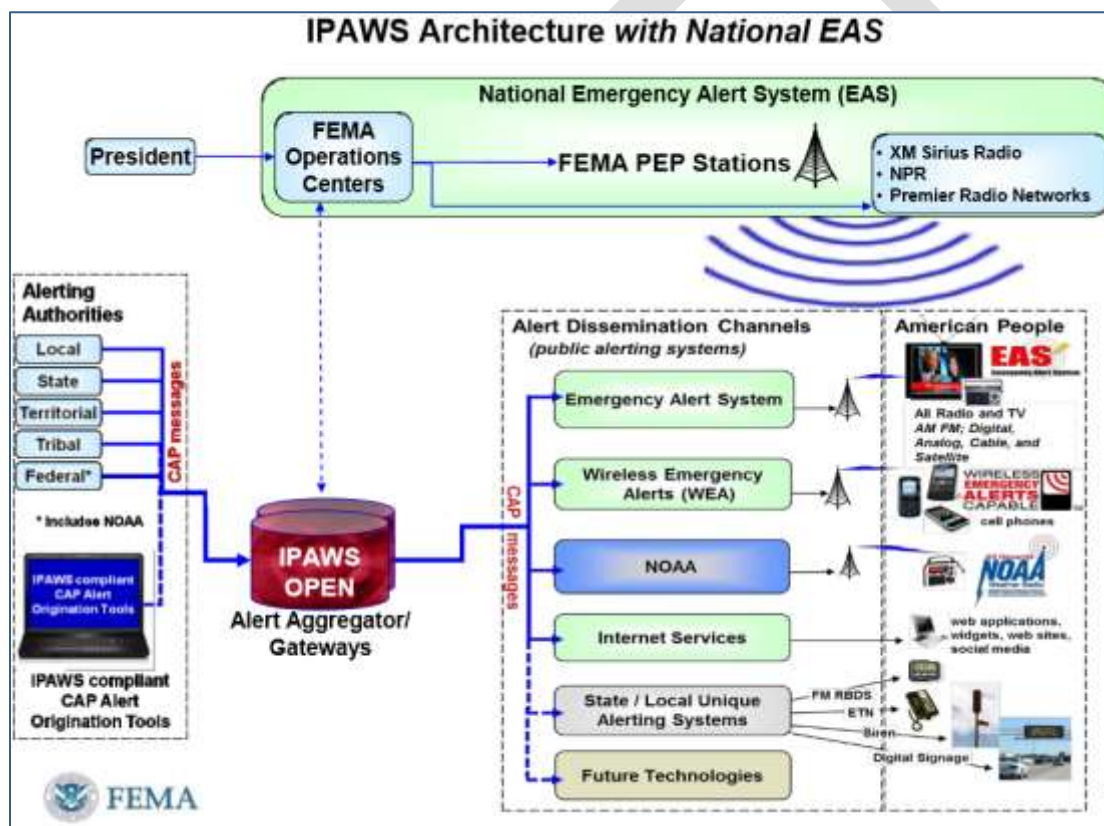 IPAWS Architecture with National EAS
National Emergency Alert System (EAS)
President
FEMA
Operations
Centers
FEMA PEP Stations
• XM Sirius Radio
• NPR
• Premier Radio Networks
Alerting
Authorities
Local
State
Territorial
Tribal
Federal*
CAP messages
* Includes NOAA
IPAWS compliant
CAP Alert
Origination Tools
IPAWS compliant
CAP Alert
Origination Tools
IPAWS
OPEN
Alert Aggregator/
Gateways
CAP messages
Alert Dissemination Channels
(public alerting systems)
Emergency Alert System
Wireless Emergency
Alerts (WEA)
NOAA
Internet Services
State / Local Unique
Alerting Systems
Future Technologies
American People
EAS
Emergency Alert System
All Radio and TV
AM FM; Digital,
Analog, Cable, and
Satellite
WIRELESS
EMERGENCY
ALERTS
CAPABLE
cell phones
NOAA
Weather Radio
web applications,
widgets, web sites,
social media
FM RBDS
ETN
Siren
Digital Signage
FEMA